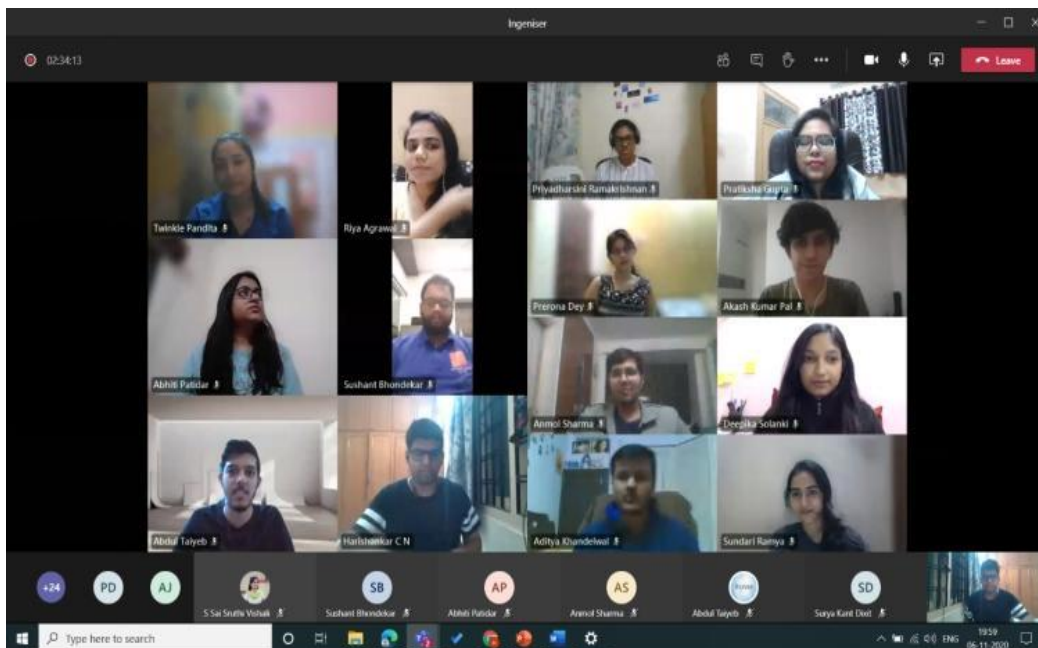 Ingeniser
02:34:13
Leave
Twinkle Pandita
Riya Agrawal
Priyadharsini Ramakrishnan
Pratiksha Gupta
Abhiti Patidar
Sushant Bhondekar
Prerona Dey
Akash Kumar Pal
Anmol Sharma
Deepika Solanki
Abdul Taiyeb
Harishankar C N
Aditya Khandelwal
Sundari Ramya
+24
PD
AJ
S Sai Sruthi Vishali
SB
Sushant Bhondekar
AP
Abhiti Patidar
AS
Anmol Sharma
Abdul Taiyeb
SD
Surya Kant Dixit
Type here to search
ENG
19:59
06-11-2020